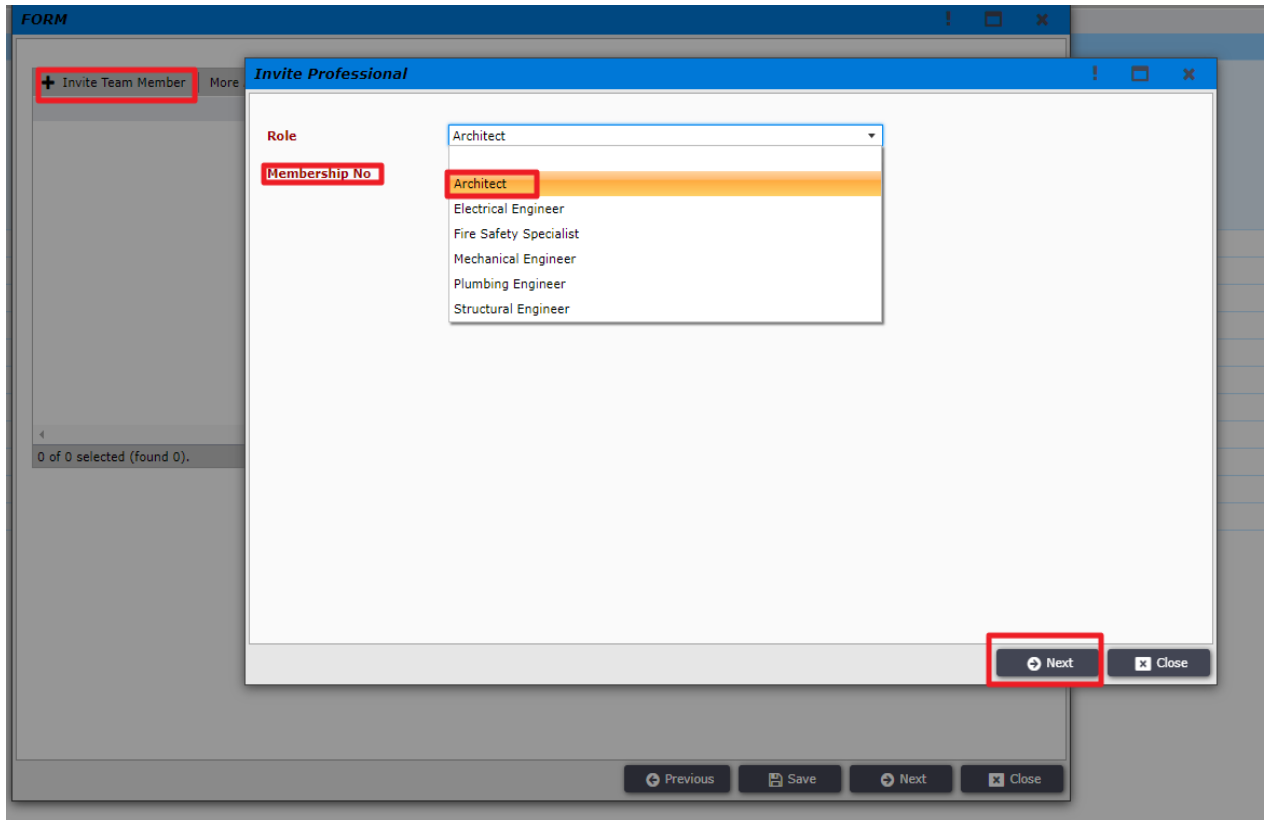 FORM
+ Invite Team Member
More
Invite Professional
Role
Architect
Membership No
Architect
Electrical Engineer
Fire Safety Specialist
Mechanical Engineer
Plumbing Engineer
Structural Engineer
0 of 0 selected (found 0).
Next
Close
Previous
Save
Next
Close